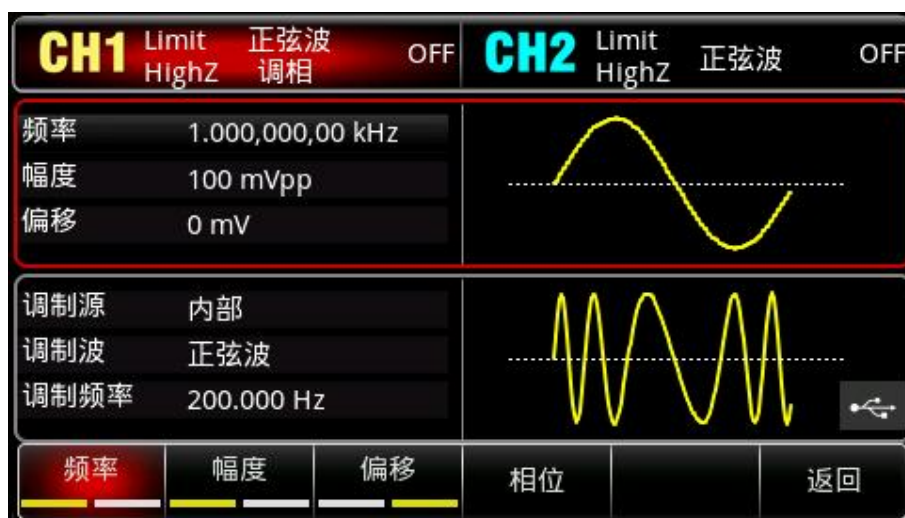 CH1 Limit 正弦波 OFF CH2 Limit 正弦波 OFF
HighZ 调相 HighZ
频率 1.000,000,00 kHz
幅度 100 mVpp
偏移 0 mV
调制源 内部
调制波 正弦波
调制频率 200.000 Hz
频率 幅度 偏移 相位 返回